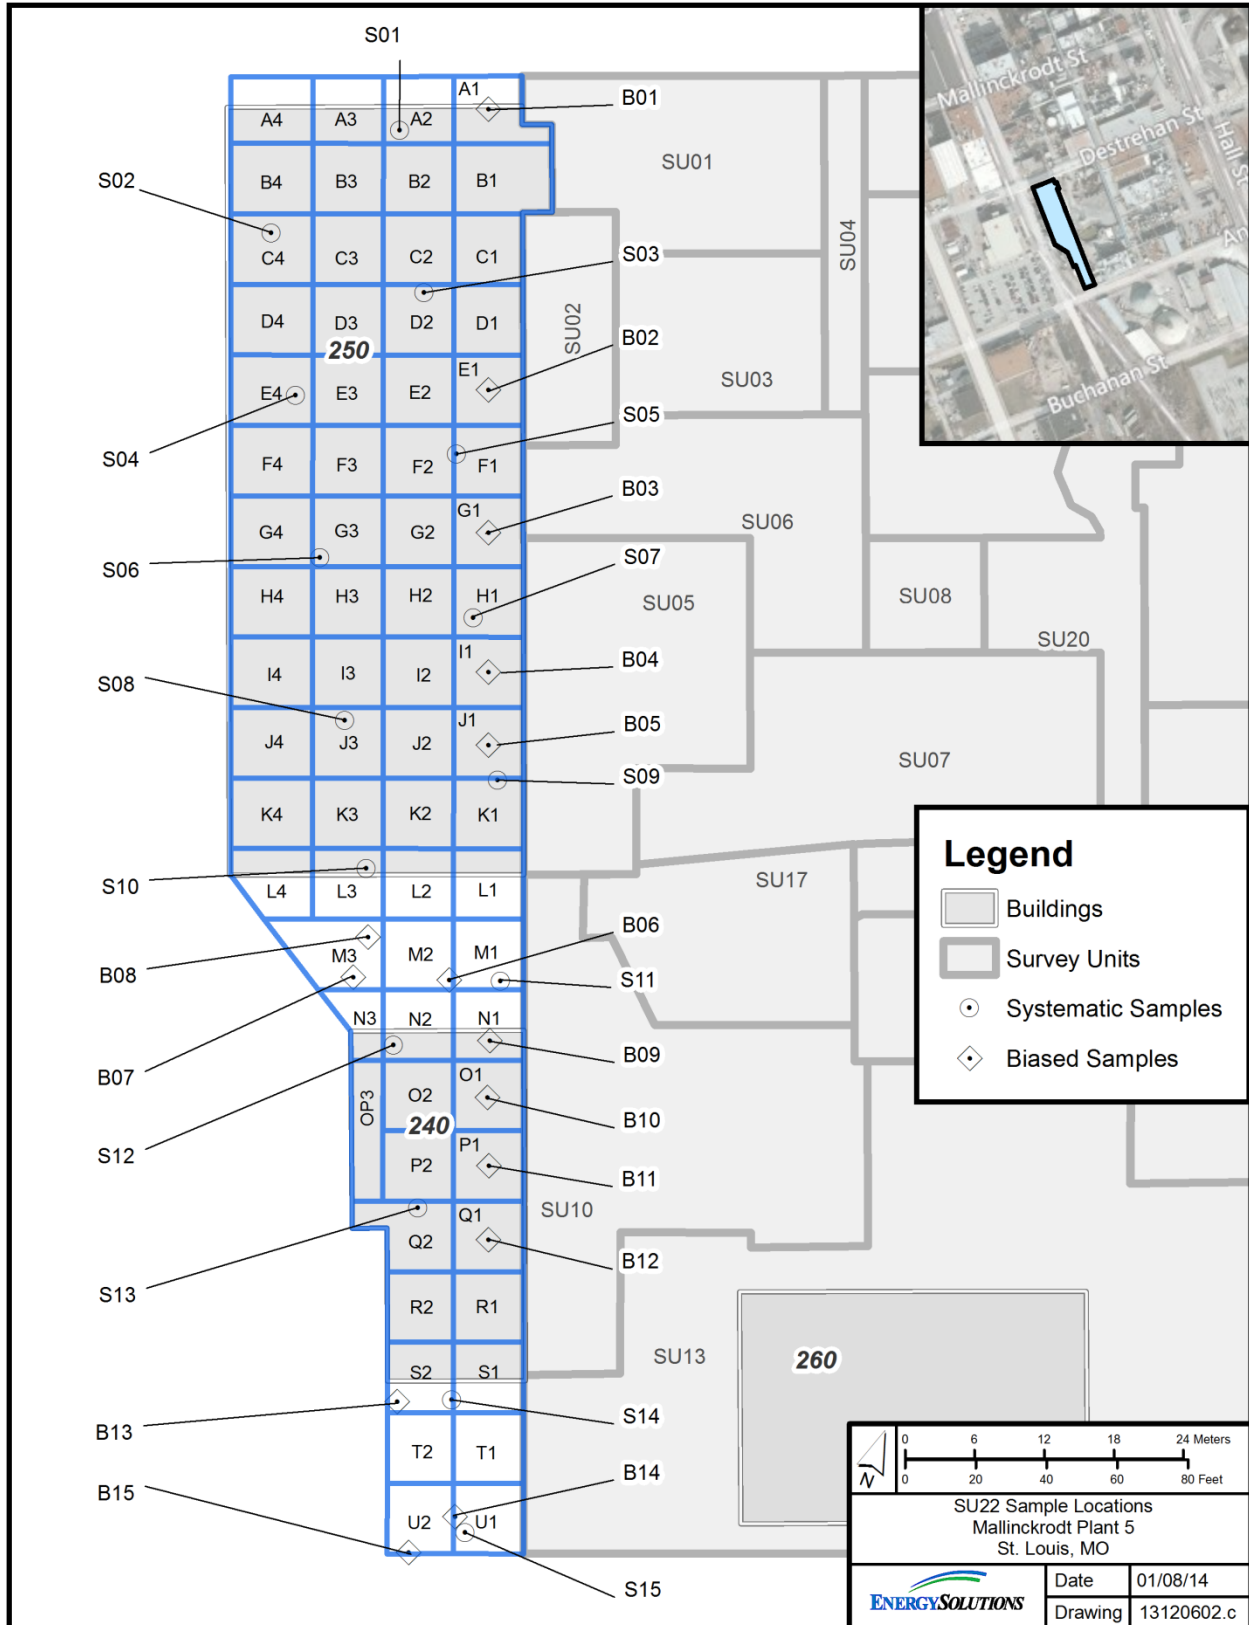 S01
A1
B01
A4 A3 A2
Mallinckrodt St
Destrehan St
Hall St
SU01
S02
B4 B3 B2 B1
SU04
C4 C3 C2 C1
S03
SU02
D4 D3 D2 D1
250
B02
SU03
E1
E4 E3 E2
Buchanan St
S05
S04
F4 F3 F2 F1
B03
G1
SU06
G4 G3 G2
S07
S06
H4 H3 H2 H1
SU05
SU08
SU20
I1
B04
I4 I3 I2
S08
J1
B05
J4 J3 J2
SU07
S09
K4 K3 K2 K1
Legend
Buildings
Survey Units
Systematic Samples
Biased Samples
S10
L4 L3 L2 L1
SU17
B06
B08
M3 M2 M1
S11
N3 N2 N1
B09
B07
O1
O2
OP3
240
B10
S12
P1
P2
B11
SU10
Q1
Q2
B12
S13
R2 R1
SU13
260
S2 S1
S14
B13
T2 T1
B14
B15
U2 U1
S15
0 6 12 18 24 Meters
0 20 40 60 80 Feet
N
SU22 Sample Locations
Mallinckrodt Plant 5
St. Louis, MO
ENERGYSOLUTIONS
Date 01/08/14
Drawing 13120602.c